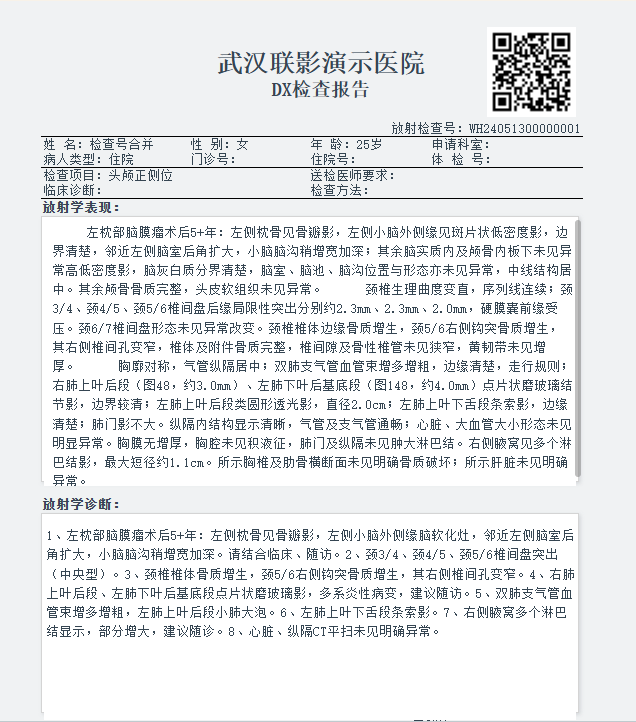 武汉联影演示医院
DX检查报告
放射检查号: WH24051300000001
姓 名: 检查号合并 性 别: 女 年 龄: 25岁 申请科室:
病人类型: 住院 门诊号: 住院号: 体 检 号:
检查项目: 头颅正侧位 送检医师要求:
临床诊断: 检查方法:
放射学表现:
左枕部脑膜瘤术后5+年: 左侧枕骨见骨瓣影, 左侧小脑外侧缘见斑片状低密度影, 边
界清楚, 邻近左侧脑室后角扩大, 小脑脑沟稍增宽加深; 其余脑实质内及颅骨内板下未见异
常高低密度影, 脑灰白质分界清楚, 脑室、脑池、脑沟位置与形态亦未见异常, 中线结构居
中。其余颅骨骨质完整, 头皮软组织未见异常。 颈椎生理曲度变直, 序列线连续; 颈
3/4、颈4/5、颈5/6椎间盘后缘局限性突出分别约2.3mm、2.3mm、2.0mm, 硬膜囊前缘受
压。颈6/7椎间盘形态未见异常改变。颈椎椎体边缘骨质增生, 颈5/6右侧钩突骨质增生,
其右侧椎间孔变窄, 椎体及附件骨质完整, 椎间隙及骨性椎管未见狭窄, 黄韧带未见增
厚。 胸廓对称, 气管纵隔居中; 双肺支气管血管束增多增粗, 边缘清楚, 走行规则;
右肺上叶后段（图48, 约3.0mm）、左肺下叶后基底段（图148, 约4.0mm）点片状磨玻璃结
节影, 边界较清; 左肺上叶后段类圆形透光影, 直径2.0cm; 左肺上叶下舌段条索影, 边缘
清楚; 肺门影不大。纵隔内结构显示清晰, 气管及支气管通畅; 心脏、大血管大小形态未见
明显异常。胸膜无增厚, 胸腔未见积液征, 肺门及纵隔未见肿大淋巴结。右侧腋窝见多个淋
巴结影, 最大短径约1.1cm。所示胸椎及肋骨横断面未见明确骨质破坏; 所示肝脏未见明确
异常。
放射学诊断:
1、左枕部脑膜瘤术后5+年: 左侧枕骨见骨瓣影, 左侧小脑外侧缘脑软化灶, 邻近左侧脑室后
角扩大, 小脑脑沟稍增宽加深。请结合临床、随访。2、颈3/4、颈4/5、颈5/6椎间盘突出
（中央型）。3、颈椎椎体骨质增生, 颈5/6右侧钩突骨质增生, 其右侧椎间孔变窄。4、右肺
上叶后段、左肺下叶后基底段点片状磨玻璃影, 多系炎性病变, 建议随访。5、双肺支气管血
管束增多增粗, 左肺上叶后段小肺大泡。6、左肺上叶下舌段条索影。7、右侧腋窝多个淋巴
结显示, 部分增大, 建议随诊。8、心脏、纵隔CT平扫未见明确异常。